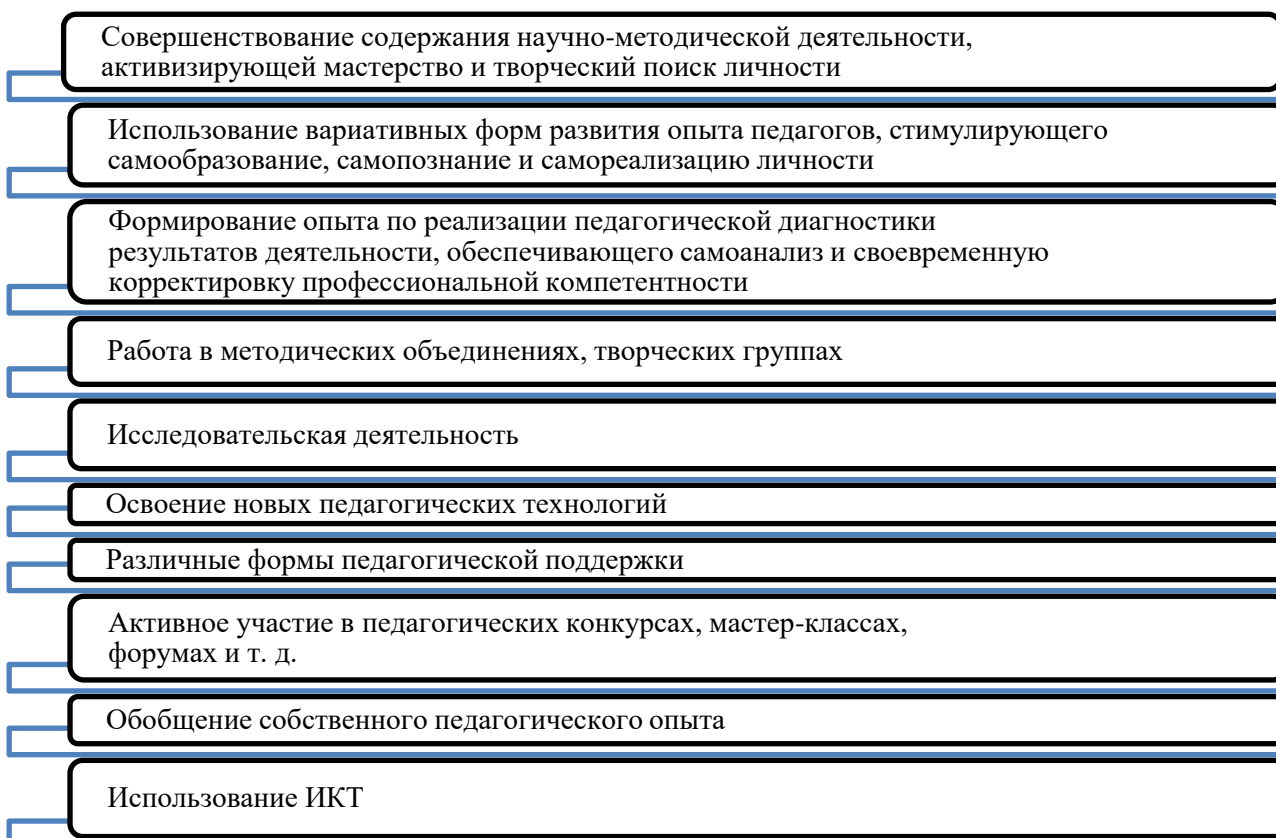 Совершенствование содержания научно-методической деятельности,
активизирующей мастерство и творческий поиск личности
Использование вариативных форм развития опыта педагогов, стимулирующего
самообразование, самопознание и самореализацию личности
Формирование опыта по реализации педагогической диагностики
результатов деятельности, обеспечивающего самоанализ и своевременную
корректировку профессиональной компетентности
Работа в методических объединениях, творческих группах
Исследовательская деятельность
Освоение новых педагогических технологий
Различные формы педагогической поддержки
Активное участие в педагогических конкурсах, мастер-классах,
форумах и т. д.
Обобщение собственного педагогического опыта
Использование ИКТ